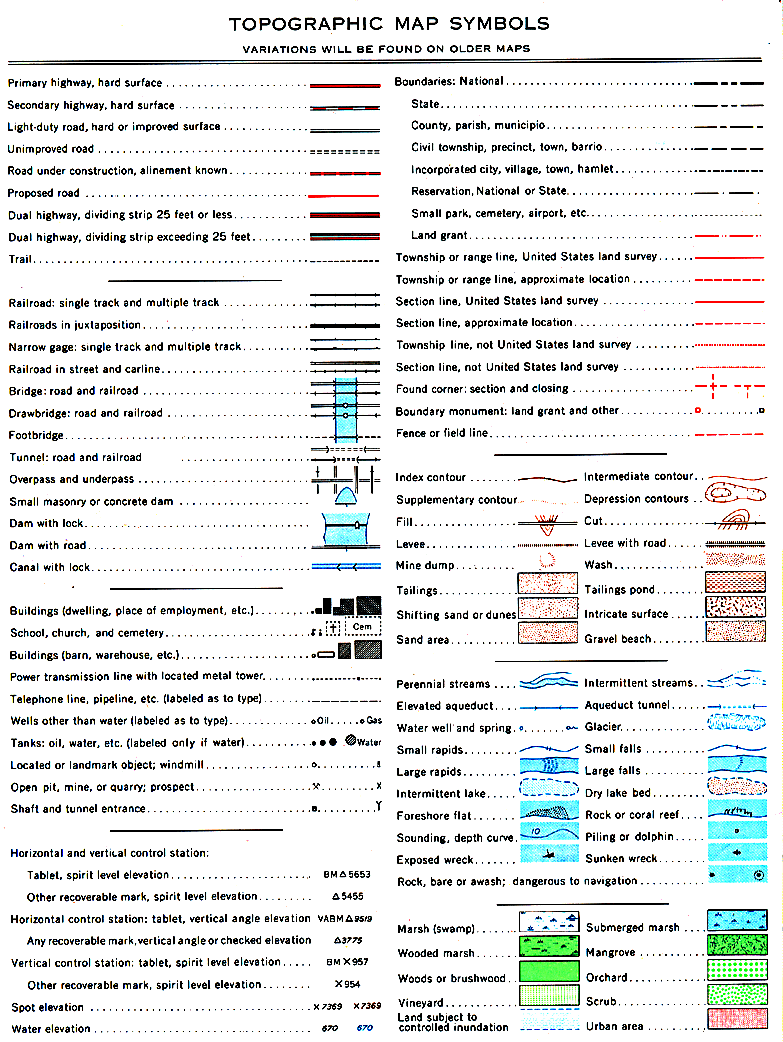 TOPOGRAPHIC MAP SYMBOLS
VARIATIONS WILL BE FOUND ON OLDER MAPS
Primary highway, hard surface
Secondary highway, hard surface
Light-duty road, hard or improved surface
Unimproved road
Road under construction, alinement known
Proposed road
Dual highway, dividing strip 25 feet or less
Dual highway, dividing strip exceeding 25 feet
Trail
Railroad: single track and multiple track
Railroads in juxtaposition
Narrow gage: single track and multiple track
Railroad in street and carline
Bridge: road and railroad
Drawbridge: road and railroad
Footbridge
Tunnel: road and railroad
Overpass and underpass
Small masonry or concrete dam
Dam with lock
Dam with road
Canal with lock
Buildings (dwelling, place of employment, etc.)
School, church, and cemetery Cem
Buildings (barn, warehouse, etc.)
Power transmission line with located metal tower
Telephone line, pipeline, etc. (labeled as to type)
Wells other than water (labeled as to type) Oil Gas
Tanks: oil, water, etc. (labeled only if water) Water
Located or landmark object; windmill
Open pit, mine, or quarry; prospect
Shaft and tunnel entrance
Horizontal and vertical control station:
Tablet, spirit level elevation BM△5653
Other recoverable mark, spirit level elevation △5455
Horizontal control station: tablet, vertical angle elevation VABM△9519
Any recoverable mark, vertical angle or checked elevation △3775
Vertical control station: tablet, spirit level elevation BM X957
Other recoverable mark, spirit level elevation X954
Spot elevation X7369 X7369
Water elevation 670 670
Boundaries: National
State
County, parish, municipio
Civil township, precinct, town, barrio
Incorporated city, village, town, hamlet
Reservation, National or State
Small park, cemetery, airport, etc.
Land grant
Township or range line, United States land survey
Township or range line, approximate location
Section line, United States land survey
Section line, approximate location
Township line, not United States land survey
Section line, not United States land survey
Found corner: section and closing
Boundary monument: land grant and other
Fence or field line
Index contour Intermediate contour
Supplementary contour Depression contours
Fill Cut
Levee Levee with road
Mine dump Wash
Tailings Tailings pond
Shifting sand or dunes Intricate surface
Sand area Gravel beach
Perennial streams Intermittent streams
Elevated aqueduct Aqueduct tunnel
Water well and spring Glacier
Small rapids Small falls
Large rapids Large falls
Intermittent lake Dry lake bed
Foreshore flat Rock or coral reef
Sounding, depth curve 10 Piling or dolphin
Exposed wreck Sunken wreck
Rock, bare or awash; dangerous to navigation
Marsh (swamp) Submerged marsh
Wooded marsh Mangrove
Woods or brushwood Orchard
Vineyard Scrub
Land subject to
controlled inundation Urban area